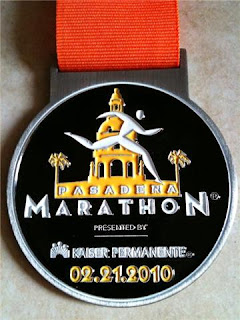 PASADENA
MARATHON®
PRESENTED BY
KAISER PERMANENTE®
02.21.2010